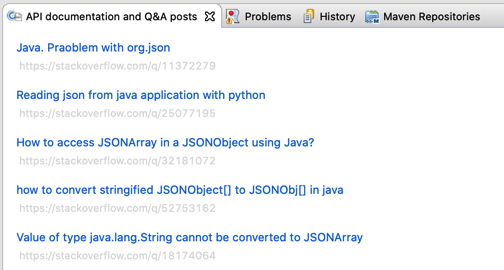 API documentation and Q&A posts Problems History Maven Repositories
Java. Praoblem with org.json
https://stackoverflow.com/q/11372279
Reading json from java application with python
https://stackoverflow.com/q/25077195
How to access JSONArray in a JSONObject using Java?
https://stackoverflow.com/q/32181072
how to convert stringified JSONObject[] to JSONObj[] in java
https://stackoverflow.com/q/52753162
Value of type java.lang.String cannot be converted to JSONArray
https://stackoverflow.com/q/18174064